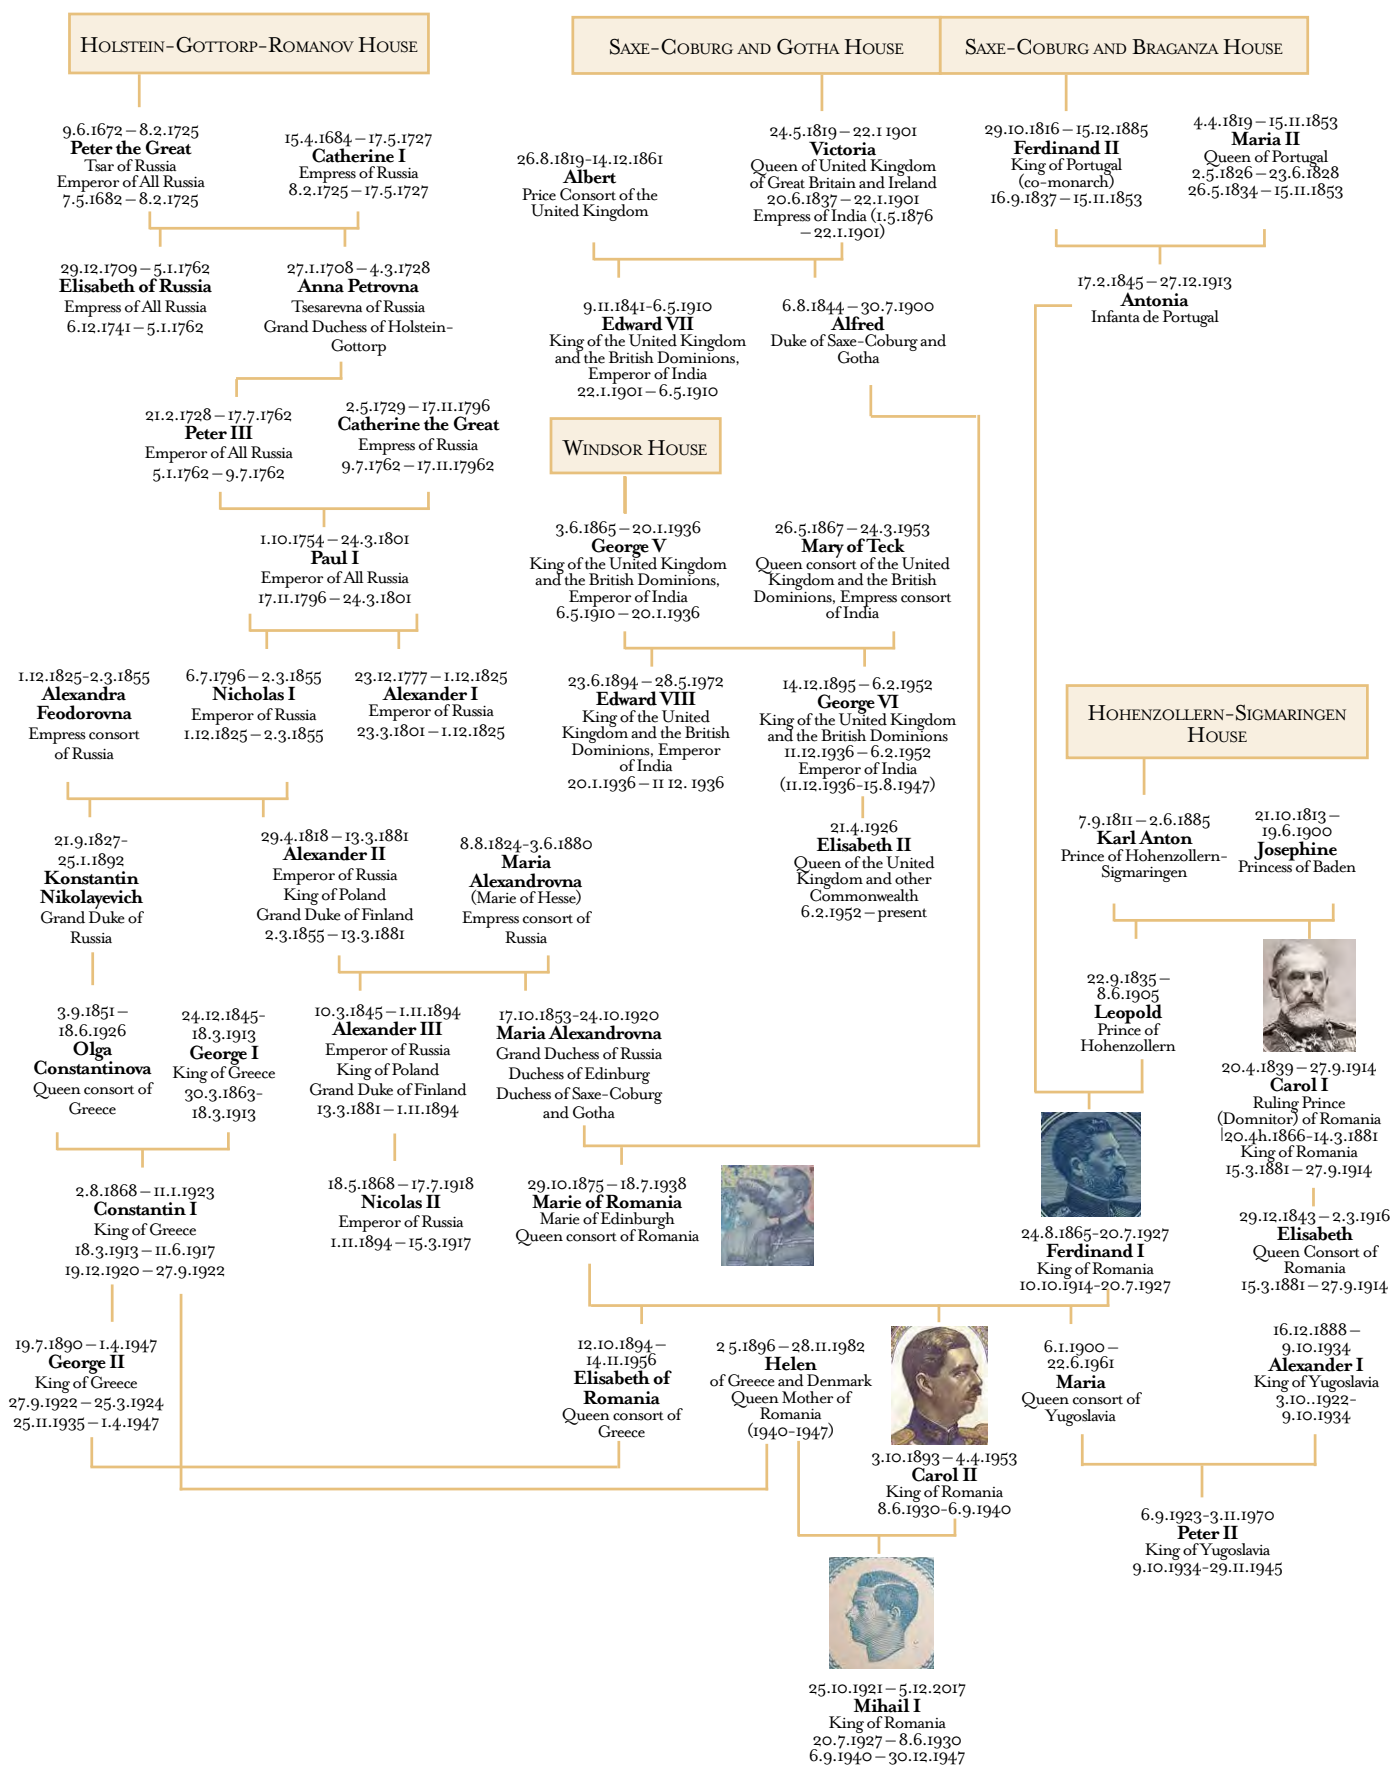 Holstein-Gottorp-Romanov House
Saxe-Coburg and Gotha House
Saxe-Coburg and Braganza House
9.6.1672 – 8.2.1725
Peter the Great
Tsar of Russia
Emperor of All Russia
7.5.1682 – 8.2.1725
15.4.1684 – 17.5.1727
Catherine I
Empress of Russia
8.2.1725 – 17.5.1727
26.8.1819-14.12.1861
Albert
Price Consort of the
United Kingdom
24.5.1819 – 22.1 1901
Victoria
Queen of United Kingdom
of Great Britain and Ireland
20.6.1837 – 22.1.1901
Empress of India (1.5.1876
– 22.1.1901)
29.10.1816 – 15.12.1885
Ferdinand II
King of Portugal
(co-monarch)
16.9.1837 – 15.11.1853
4.4.1819 – 15.11.1853
Maria II
Queen of Portugal
2.5.1826 – 23.6.1828
26.5.1834 – 15.11.1853
29.12.1709 – 5.1.1762
Elisabeth of Russia
Empress of All Russia
6.12.1741 – 5.1.1762
27.1.1708 – 4.3.1728
Anna Petrovna
Tsesarevna of Russia
Grand Duchess of Holstein-
Gottorp
9.11.1841-6.5.1910
Edward VII
King of the United Kingdom
and the British Dominions,
Emperor of India
22.1.1901 – 6.5.1910
6.8.1844 – 30.7.1900
Alfred
Duke of Saxe-Coburg and
Gotha
17.2.1845 – 27.12.1913
Antonia
Infanta de Portugal
21.2.1728 – 17.7.1762
Peter III
Emperor of All Russia
5.1.1762 – 9.7.1762
2.5.1729 – 17.11.1796
Catherine the Great
Empress of Russia
9.7.1762 – 17.11.17962
Windsor House
1.10.1754 – 24.3.1801
Paul I
Emperor of All Russia
17.11.1796 – 24.3.1801
3.6.1865 – 20.1.1936
George V
King of the United Kingdom
and the British Dominions,
Emperor of India
6.5.1910 – 20.1.1936
26.5.1867 – 24.3.1953
Mary of Teck
Queen consort of the United
Kingdom and the British
Dominions, Empress consort
of India
1.12.1825-2.3.1855
Alexandra
Feodorovna
Empress consort
of Russia
6.7.1796 – 2.3.1855
Nicholas I
Emperor of Russia
1.12.1825 – 2.3.1855
23.12.1777 – 1.12.1825
Alexander I
Emperor of Russia
23.3.1801 – 1.12.1825
23.6.1894 – 28.5.1972
Edward VIII
King of the United
Kingdom and the British
Dominions, Emperor
of India
20.1.1936 – 11 12. 1936
14.12.1895 – 6.2.1952
George VI
King of the United Kingdom
and the British Dominions
11.12.1936 – 6.2.1952
Emperor of India
(11.12.1936-15.8.1947)
Hohenzollern-Sigmaringen
House
21.9.1827-
25.1.1892
Konstantin
Nikolayevich
Grand Duke of
Russia
29.4.1818 – 13.3.1881
Alexander II
Emperor of Russia
King of Poland
Grand Duke of Finland
2.3.1855 – 13.3.1881
8.8.1824-3.6.1880
Maria
Alexandrovna
(Marie of Hesse)
Empress consort of
Russia
21.4.1926
Elisabeth II
Queen of the United
Kingdom and other
Commonwealth
6.2.1952 – present
7.9.1811 – 2.6.1885
Karl Anton
Prince of Hohenzollern-
Sigmaringen
21.10.1813 –
19.6.1900
Josephine
Princess of Baden
3.9.1851 –
18.6.1926
Olga
Constantinova
Queen consort of
Greece
24.12.1845-
18.3.1913
George I
King of Greece
30.3.1863-
18.3.1913
10.3.1845 – 1.11.1894
Alexander III
Emperor of Russia
King of Poland
Grand Duke of Finland
13.3.1881 – 1.11.1894
17.10.1853-24.10.1920
Maria Alexandrovna
Grand Duchess of Russia
Duchess of Edinburg
Duchess of Saxe-Coburg
and Gotha
22.9.1835 –
8.6.1905
Leopold
Prince of
Hohenzollern
20.4.1839 – 27.9.1914
Carol I
Ruling Prince
(Domnitor) of Romania
|20.4h.1866-14.3.1881
King of Romania
15.3.1881 – 27.9.1914
2.8.1868 – 11.1.1923
Constantin I
King of Greece
18.3.1913 – 11.6.1917
19.12.1920 – 27.9.1922
18.5.1868 – 17.7.1918
Nicolas II
Emperor of Russia
1.11.1894 – 15.3.1917
29.10.1875 – 18.7.1938
Marie of Romania
Marie of Edinburgh
Queen consort of Romania
24.8.1865-20.7.1927
Ferdinand I
King of Romania
10.10.1914-20.7.1927
29.12.1843 – 2.3.1916
Elisabeth
Queen Consort of
Romania
15.3.1881 – 27.9.1914
19.7.1890 – 1.4.1947
George II
King of Greece
27.9.1922 – 25.3.1924
25.11.1935 – 1.4.1947
12.10.1894 –
14.11.1956
Elisabeth of
Romania
Queen consort of
Greece
2 5.1896 – 28.11.1982
Helen
of Greece and Denmark
Queen Mother of
Romania
(1940-1947)
3.10.1893 – 4.4.1953
Carol II
King of Romania
8.6.1930-6.9.1940
6.1.1900 –
22.6.1961
Maria
Queen consort of
Yugoslavia
16.12.1888 –
9.10.1934
Alexander I
King of Yugoslavia
3.10..1922-
9.10.1934
6.9.1923-3.11.1970
Peter II
King of Yugoslavia
9.10.1934-29.11.1945
25.10.1921 – 5.12.2017
Mihail I
King of Romania
20.7.1927 – 8.6.1930
6.9.1940 – 30.12.1947